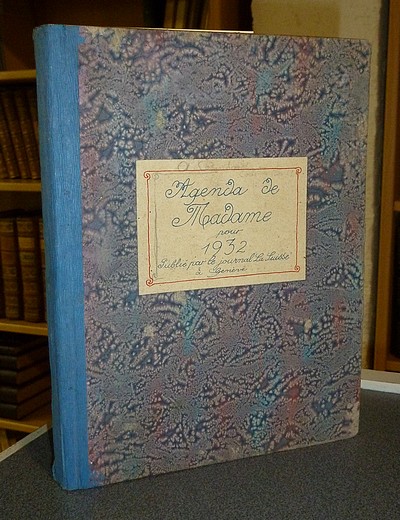 Agenda de
Madame
pour
1932
Publié par le journal "La Suisse"
à Genève